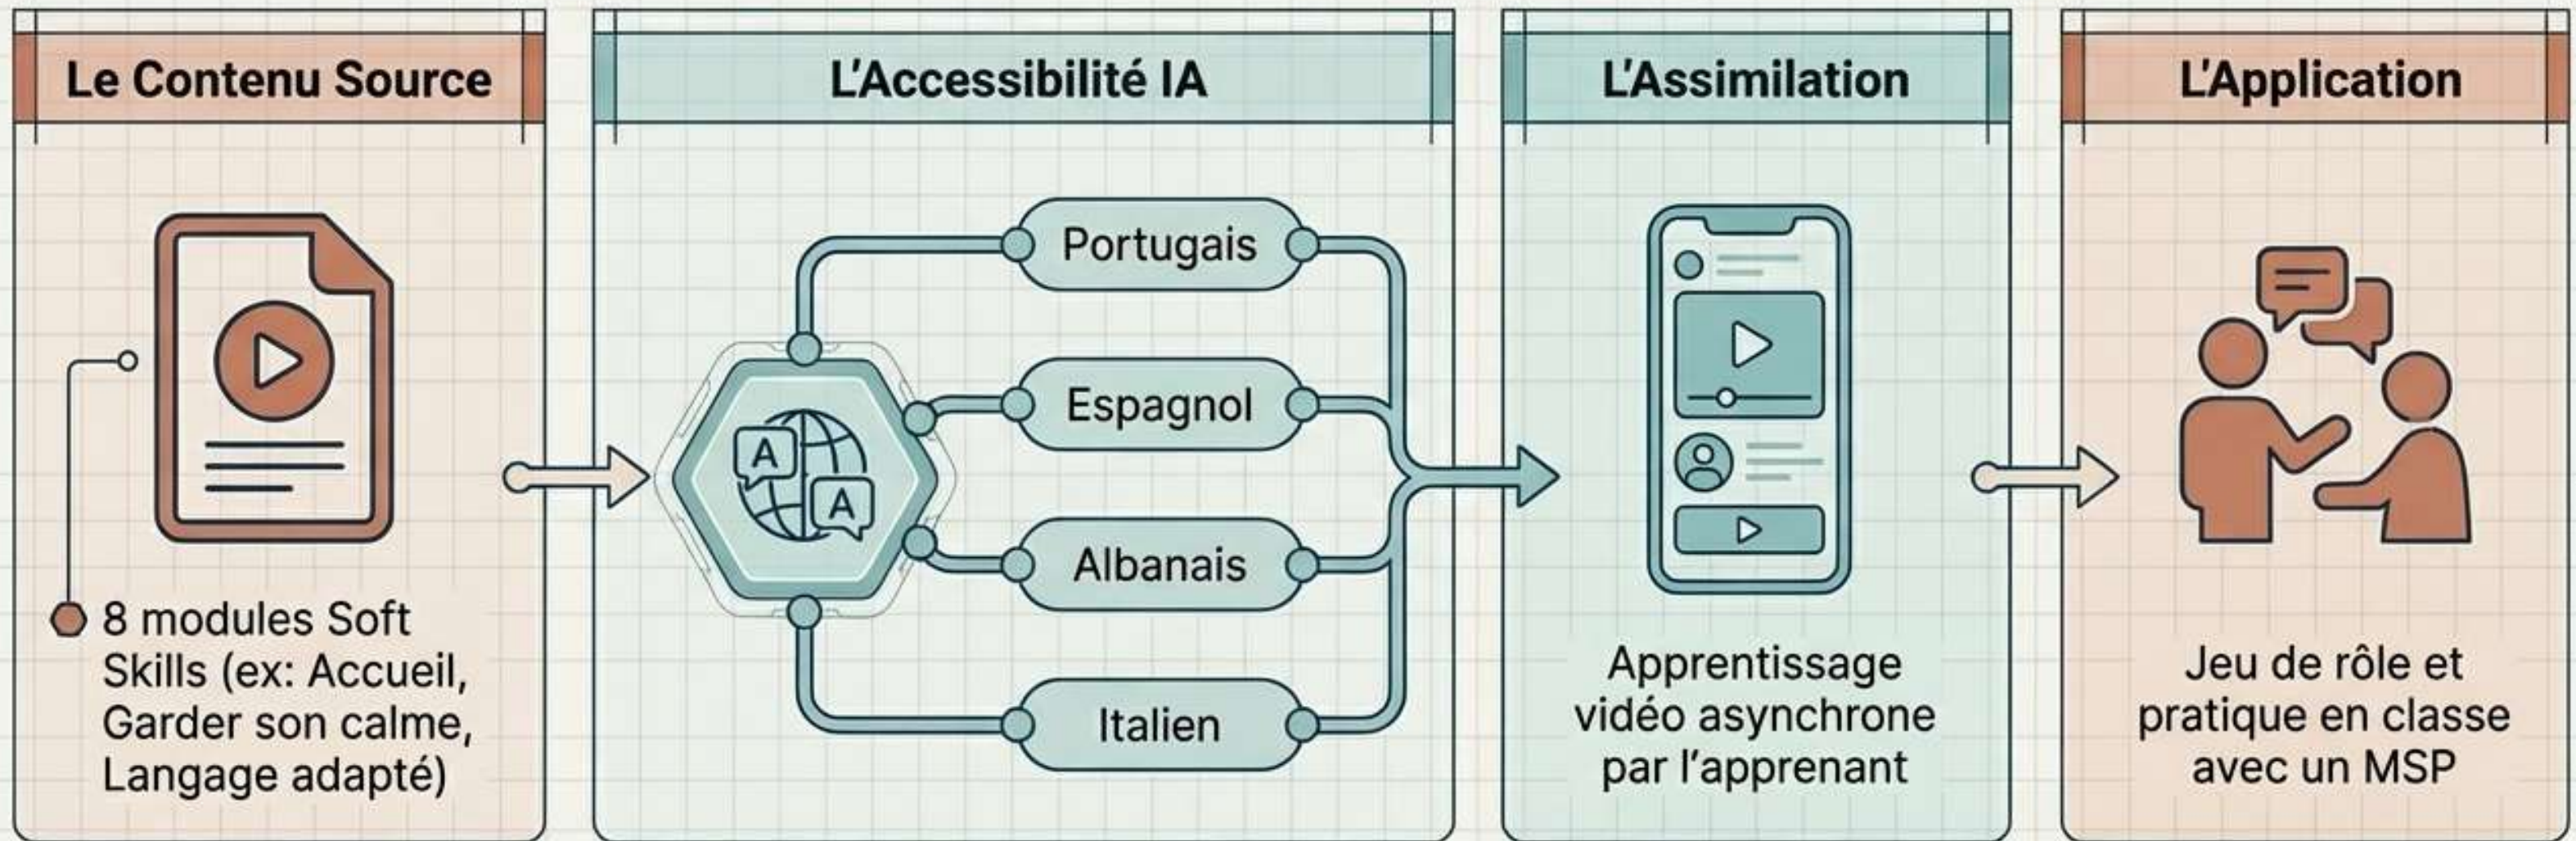 Le Contenu Source
8 modules Soft
Skills (ex: Accueil,
Garder son calme,
Langage adapté)
L'Accessibilité IA
A
A
Portugais
Espagnol
Albanais
Italien
L'Assimilation
Apprentissage
vidéo asynchrone
par l'apprenant
L'Application
Jeu de rôle et
pratique en classe
avec un MSP